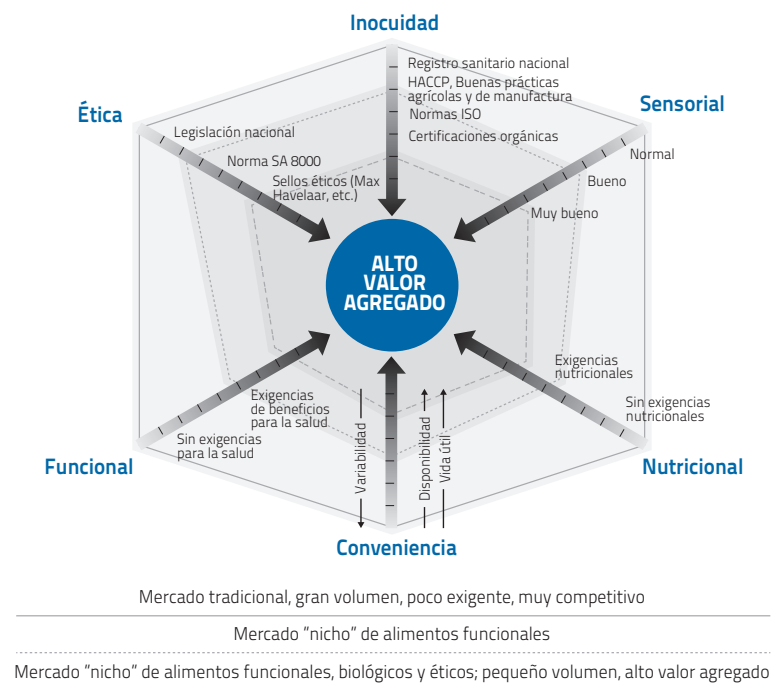 Inocuidad
Registro sanitario nacional
HACCP, Buenas prácticas
agrícolas y de manufactura
Normas ISO
Certificaciones orgánicas
Ética
Legislación nacional
Norma SA 8000
Sellos éticos (Max
Havelaar, etc.)
Sensorial
Normal
Bueno
Muy bueno
ALTO
VALOR
AGREGADO
Exigencias
de beneficios
para la salud
Sin exigencias
para la salud
Funcional
Variabilidad
Disponibilidad
Vida útil
Exigencias
nutricionales
Sin exigencias
nutricionales
Nutricional
Conveniencia
Mercado tradicional, gran volumen, poco exigente, muy competitivo
Mercado "nicho" de alimentos funcionales
Mercado "nicho" de alimentos funcionales, biológicos y éticos; pequeño volumen, alto valor agregado